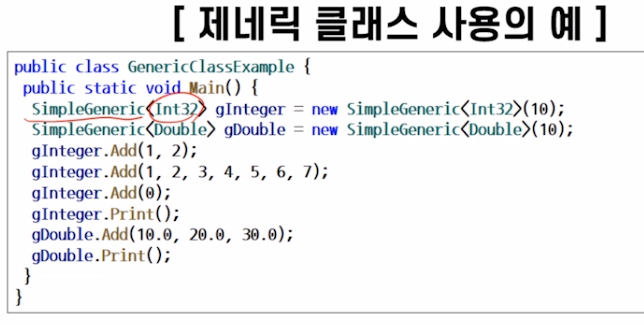 [ 제네릭 클래스 사용의 예 ]
public class GenericClassExample {
public static void Main() {
SimpleGeneric<Int32> gInteger = new SimpleGeneric<Int32>(10);
SimpleGeneric<Double> gDouble = new SimpleGeneric<Double>(10);
gInteger.Add(1, 2);
gInteger.Add(1, 2, 3, 4, 5, 6, 7);
gInteger.Add(0);
gInteger.Print();
gDouble.Add(10.0, 20.0, 30.0);
gDouble.Print();
}
}